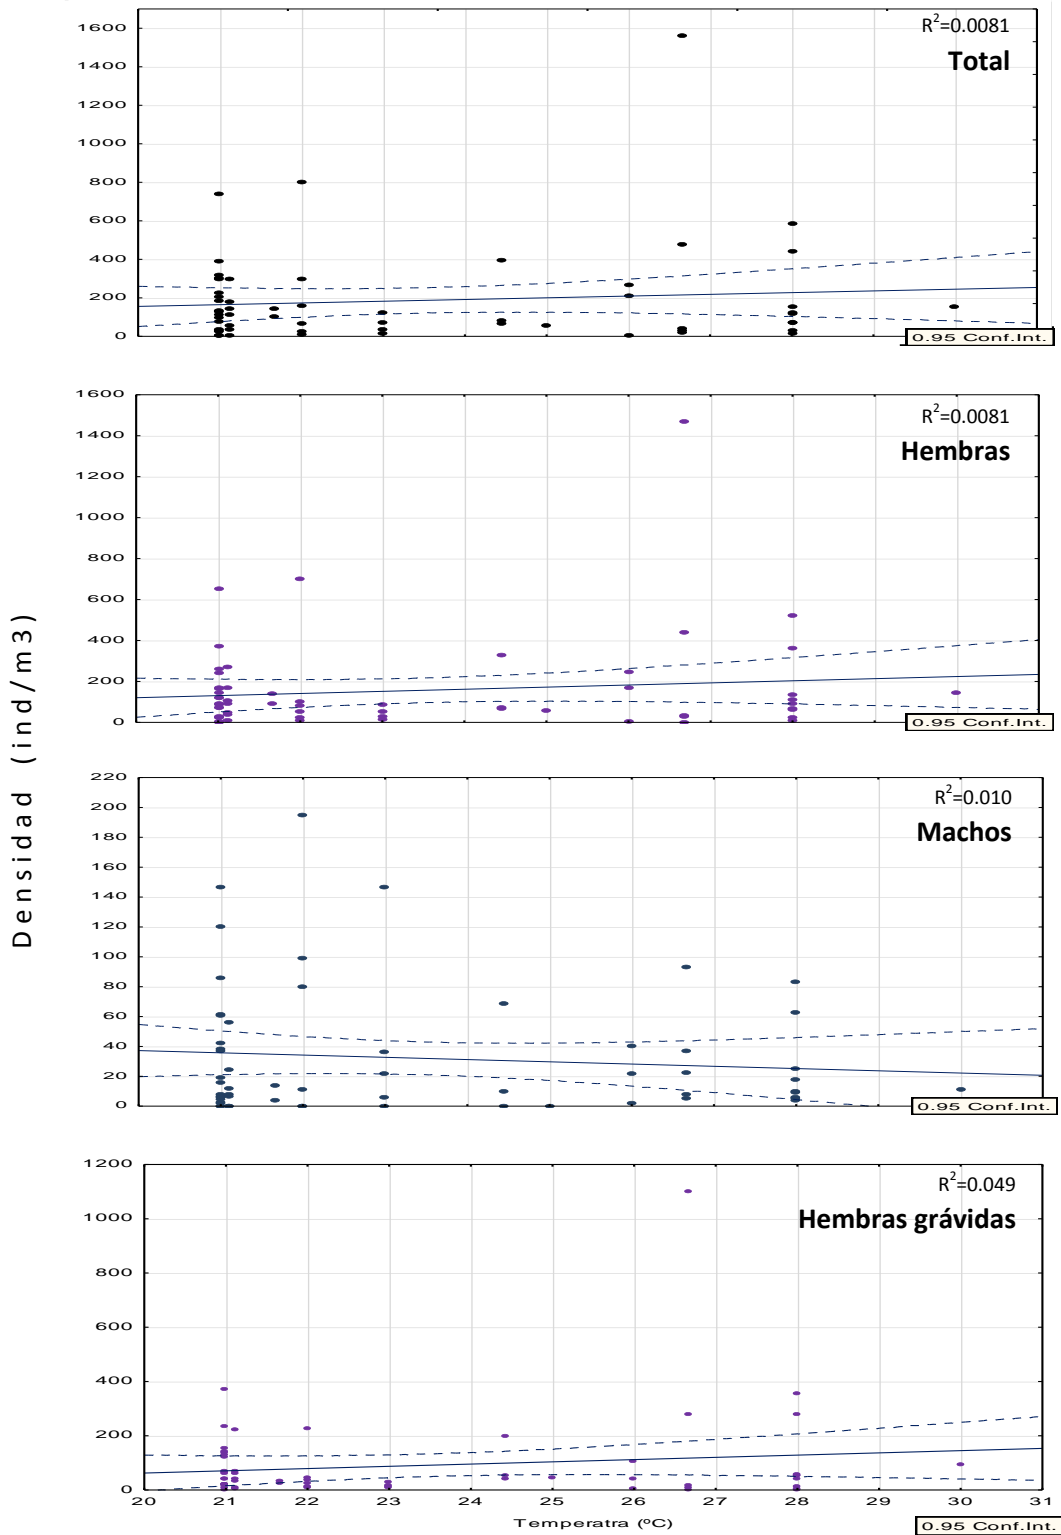 R²=0.0081
Total
1600
1400
1200
1000
800
600
400
200
0
0.95 Conf.Int.
R²=0.0081
Hembras
1600
1400
1200
1000
800
600
400
200
0
0.95 Conf.Int.
Densidad (ind/m3)
R²=0.010
Machos
220
200
180
160
140
120
100
80
60
40
20
0
0.95 Conf.Int.
R²=0.049
Hembras grávidas
1200
1000
800
600
400
200
0
20 21 22 23 24 25 26 27 28 29 30 31
Temperatra (ºC)
0.95 Conf.Int.